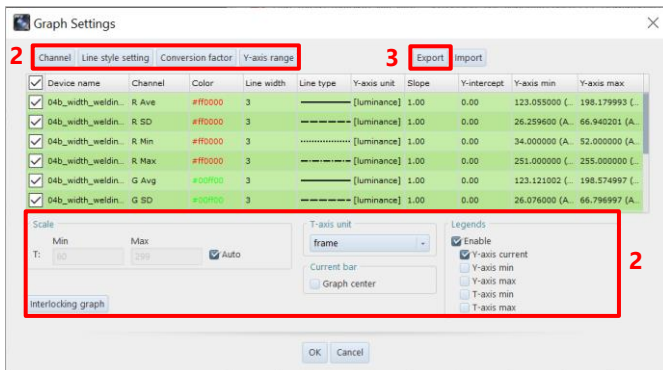 Graph Settings
2 Channel Line style setting Conversion factor Y-axis range 3 Export Import
Device name Channel Color Line width Line type Y-axis unit Slope Y-intercept Y-axis min Y-axis max
04b_width_weldin... R Ave #ff0000 3 [luminance] 1.00 0.00 123.055000 (... 198.179993 (...
04b_width_weldin... R SD #ff0000 3 [luminance] 1.00 0.00 26.259600 (A... 66.940201 (A...
04b_width_weldin... R Min #ff0000 3 [luminance] 1.00 0.00 34.000000 (A... 52.000000 (A...
04b_width_weldin... R Max #ff0000 3 [luminance] 1.00 0.00 251.000000 (... 255.000000 (...
04b_width_weldin... G Avg #00ff00 3 [luminance] 1.00 0.00 123.121002 (... 198.574997 (...
04b_width_weldin... G SD #00ff00 3 [luminance] 1.00 0.00 26.076000 (A... 66.796997 (A...
Scale T-axis unit Legends
Min Max frame Enable
T: 60 299 Auto Y-axis current
Current bar Y-axis min 2
Graph center Y-axis max
T-axis min
Interlocking graph T-axis max
OK Cancel